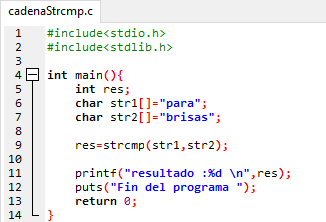 cadenaStrcmp.c
1 #include<stdio.h>
2 #include<stdlib.h>
3
4 int main(){
5 int res;
6 char str1[]="para";
7 char str2[]="brisas";
8
9 res=strcmp(str1,str2);
10
11 printf("resultado :%d \n",res);
12 puts("Fin del programa ");
13 return 0;
14 }